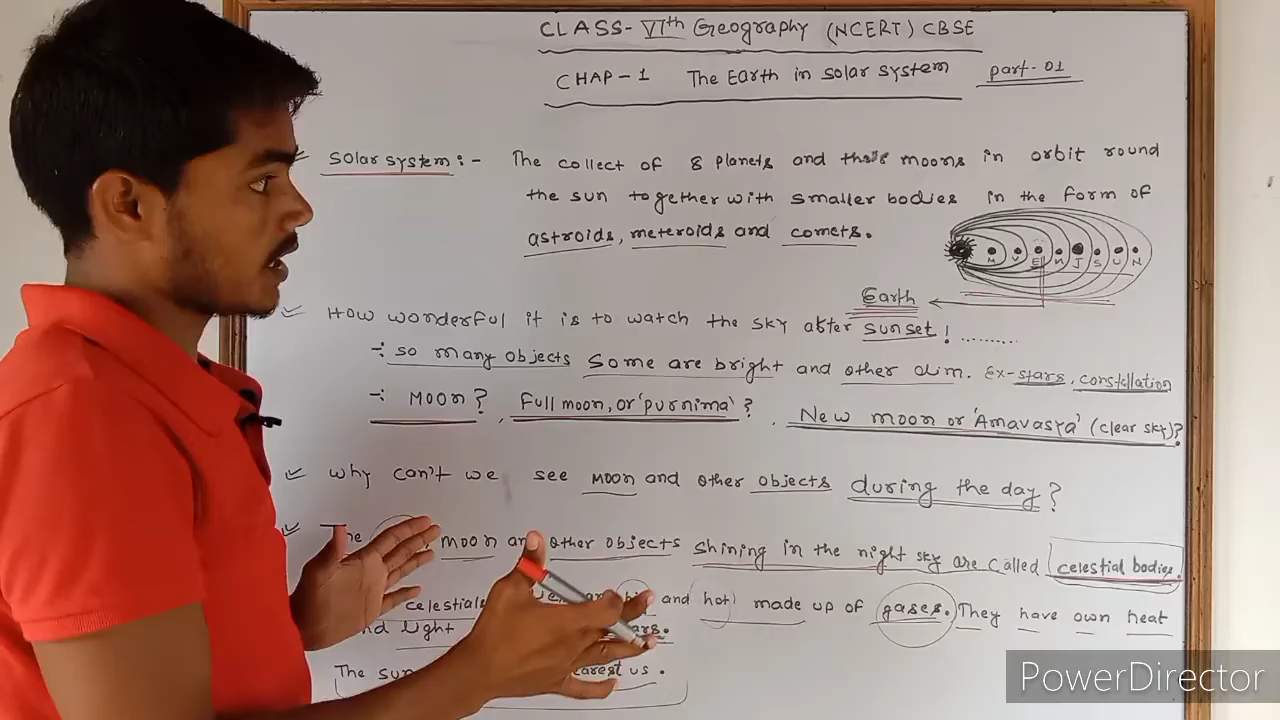 CLASS- VIth Geography (NCERT) CBSE
CHAP-1 The Earth in solar system part-01
Solar system :- The collect of 8 planets and moons in orbit round
the sun together with smaller bodies in the form of
astroids, meteroids and comets.
M V E M J S U N
Earth
How wonderful it is to watch the sky after sunset! .........
so many objects some are bright and other dim. Ex- stars, constellation
Moon? , Full moon, or 'purnima' ? , New moon or 'Amavasya' (clear sky)?
why can't we see moon and other objects during the day?
The moon and other objects shining in the night sky are called celestial bodies.
celestial and hot made up of gases. They have own heat
and light
The sun us.
PowerDirector